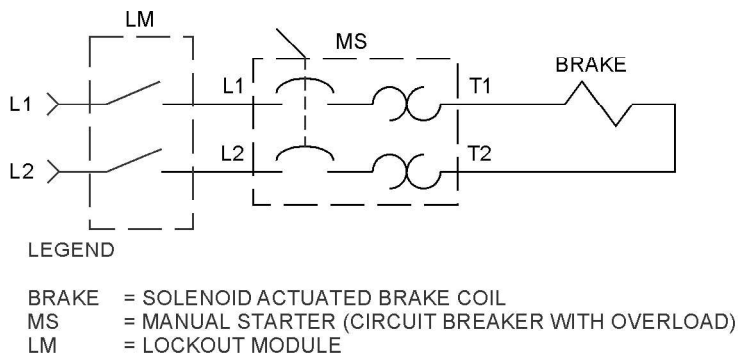 LM
MS
L1
L1
T1
BRAKE
L2
L2
T2
LEGEND
BRAKE = SOLENOID ACTUATED BRAKE COIL
MS = MANUAL STARTER (CIRCUIT BREAKER WITH OVERLOAD)
LM = LOCKOUT MODULE